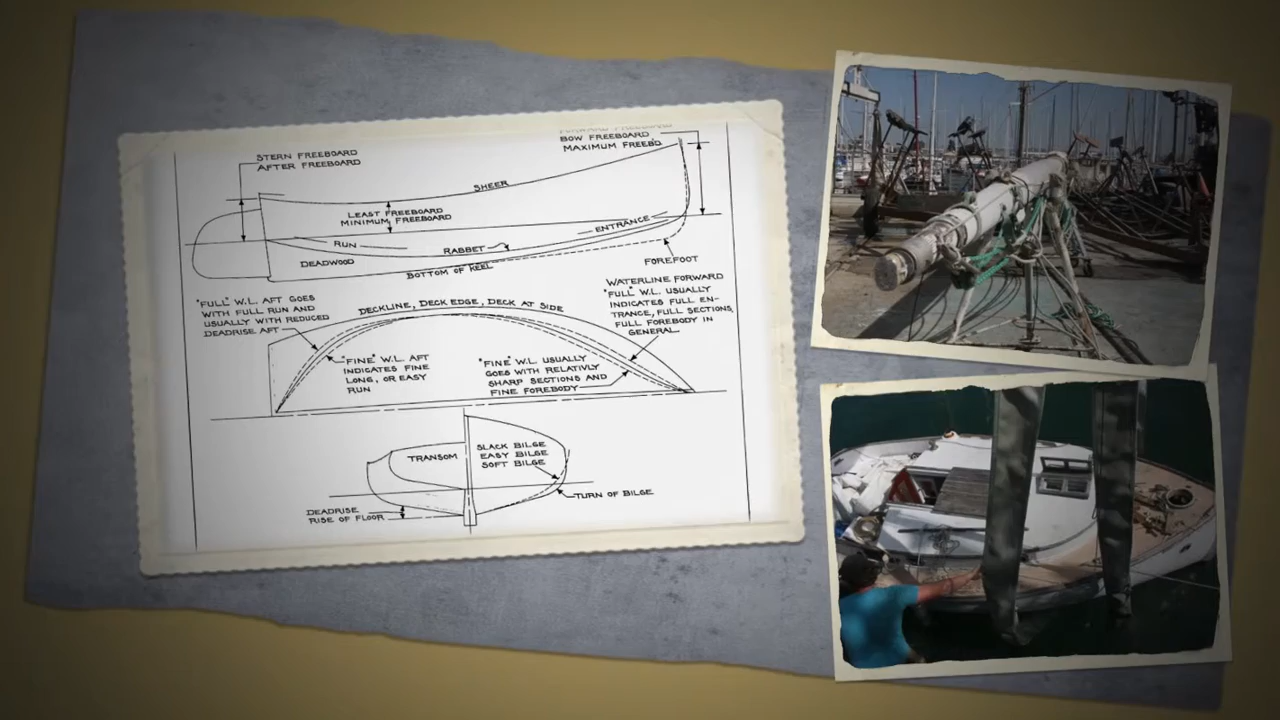 BOW FREEBOARD
MAXIMUM FREEB'D
STERN FREEBOARD
AFTER FREEBOARD
SHEER
LEAST FREEBOARD
MINIMUM FREEBOARD
ENTRANCE
RUN
RABBET
DEADWOOD
BOTTOM OF KEEL
FOREFOOT
"FULL" W.L. AFT GOES
WITH FULL RUN AND
USUALLY WITH REDUCED
DEADRISE AFT
DECKLINE, DECK EDGE, DECK AT SIDE
WATERLINE FORWARD
"FULL" W.L. USUALLY
INDICATES FULL EN-
TRANCE, FULL SECTIONS,
FULL FOREBODY IN
GENERAL
"FINE" W.L. AFT
INDICATES FINE
LONG, OR EASY
RUN
"FINE" W.L. USUALLY
GOES WITH RELATIVLY
SHARP SECTIONS AND
FINE FOREBODY
TRANSOM
SLACK BILGE
EASY BILGE
SOFT BILGE
TURN OF BILGE
DEADRISE
RISE OF FLOOR